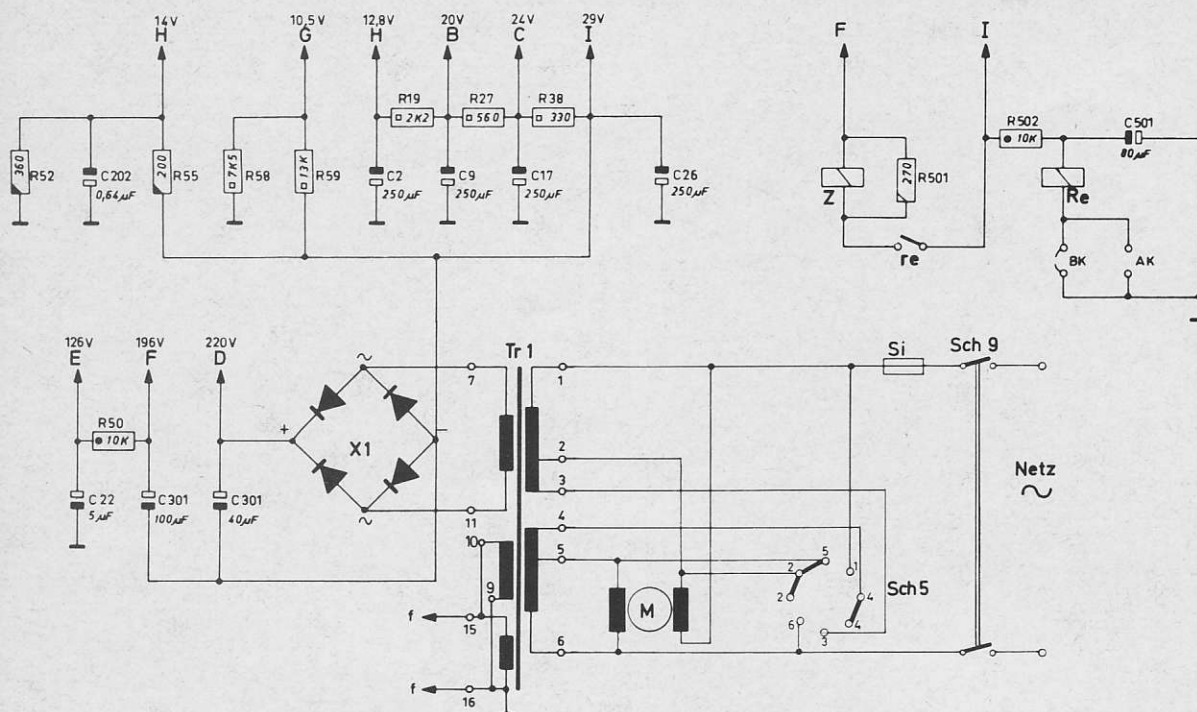 14V 10,5V 12,8V 20V 24V 29V
H G H B C I F I
R19 R27 R38
2K2 560 330
R502 C501
10K 80µF
360 R52
C202
0,64µF
200 R55
7K5 R58
13K R59
C2
250µF
C9
250µF
C17
250µF
C26
250µF
270 R501
Z
Re
re
BK AK
126V 196V 220V
E F D
R50
10K
C22
5µF
C301
100µF
C301
40µF
+ ~ X1 − ~
Tr 1
7 1
Si Sch 9
2
3
11 4
10 5
9
15
f
6
16
f
M
2 5 1
2 4
6 3 4
Sch 5
Netz
~